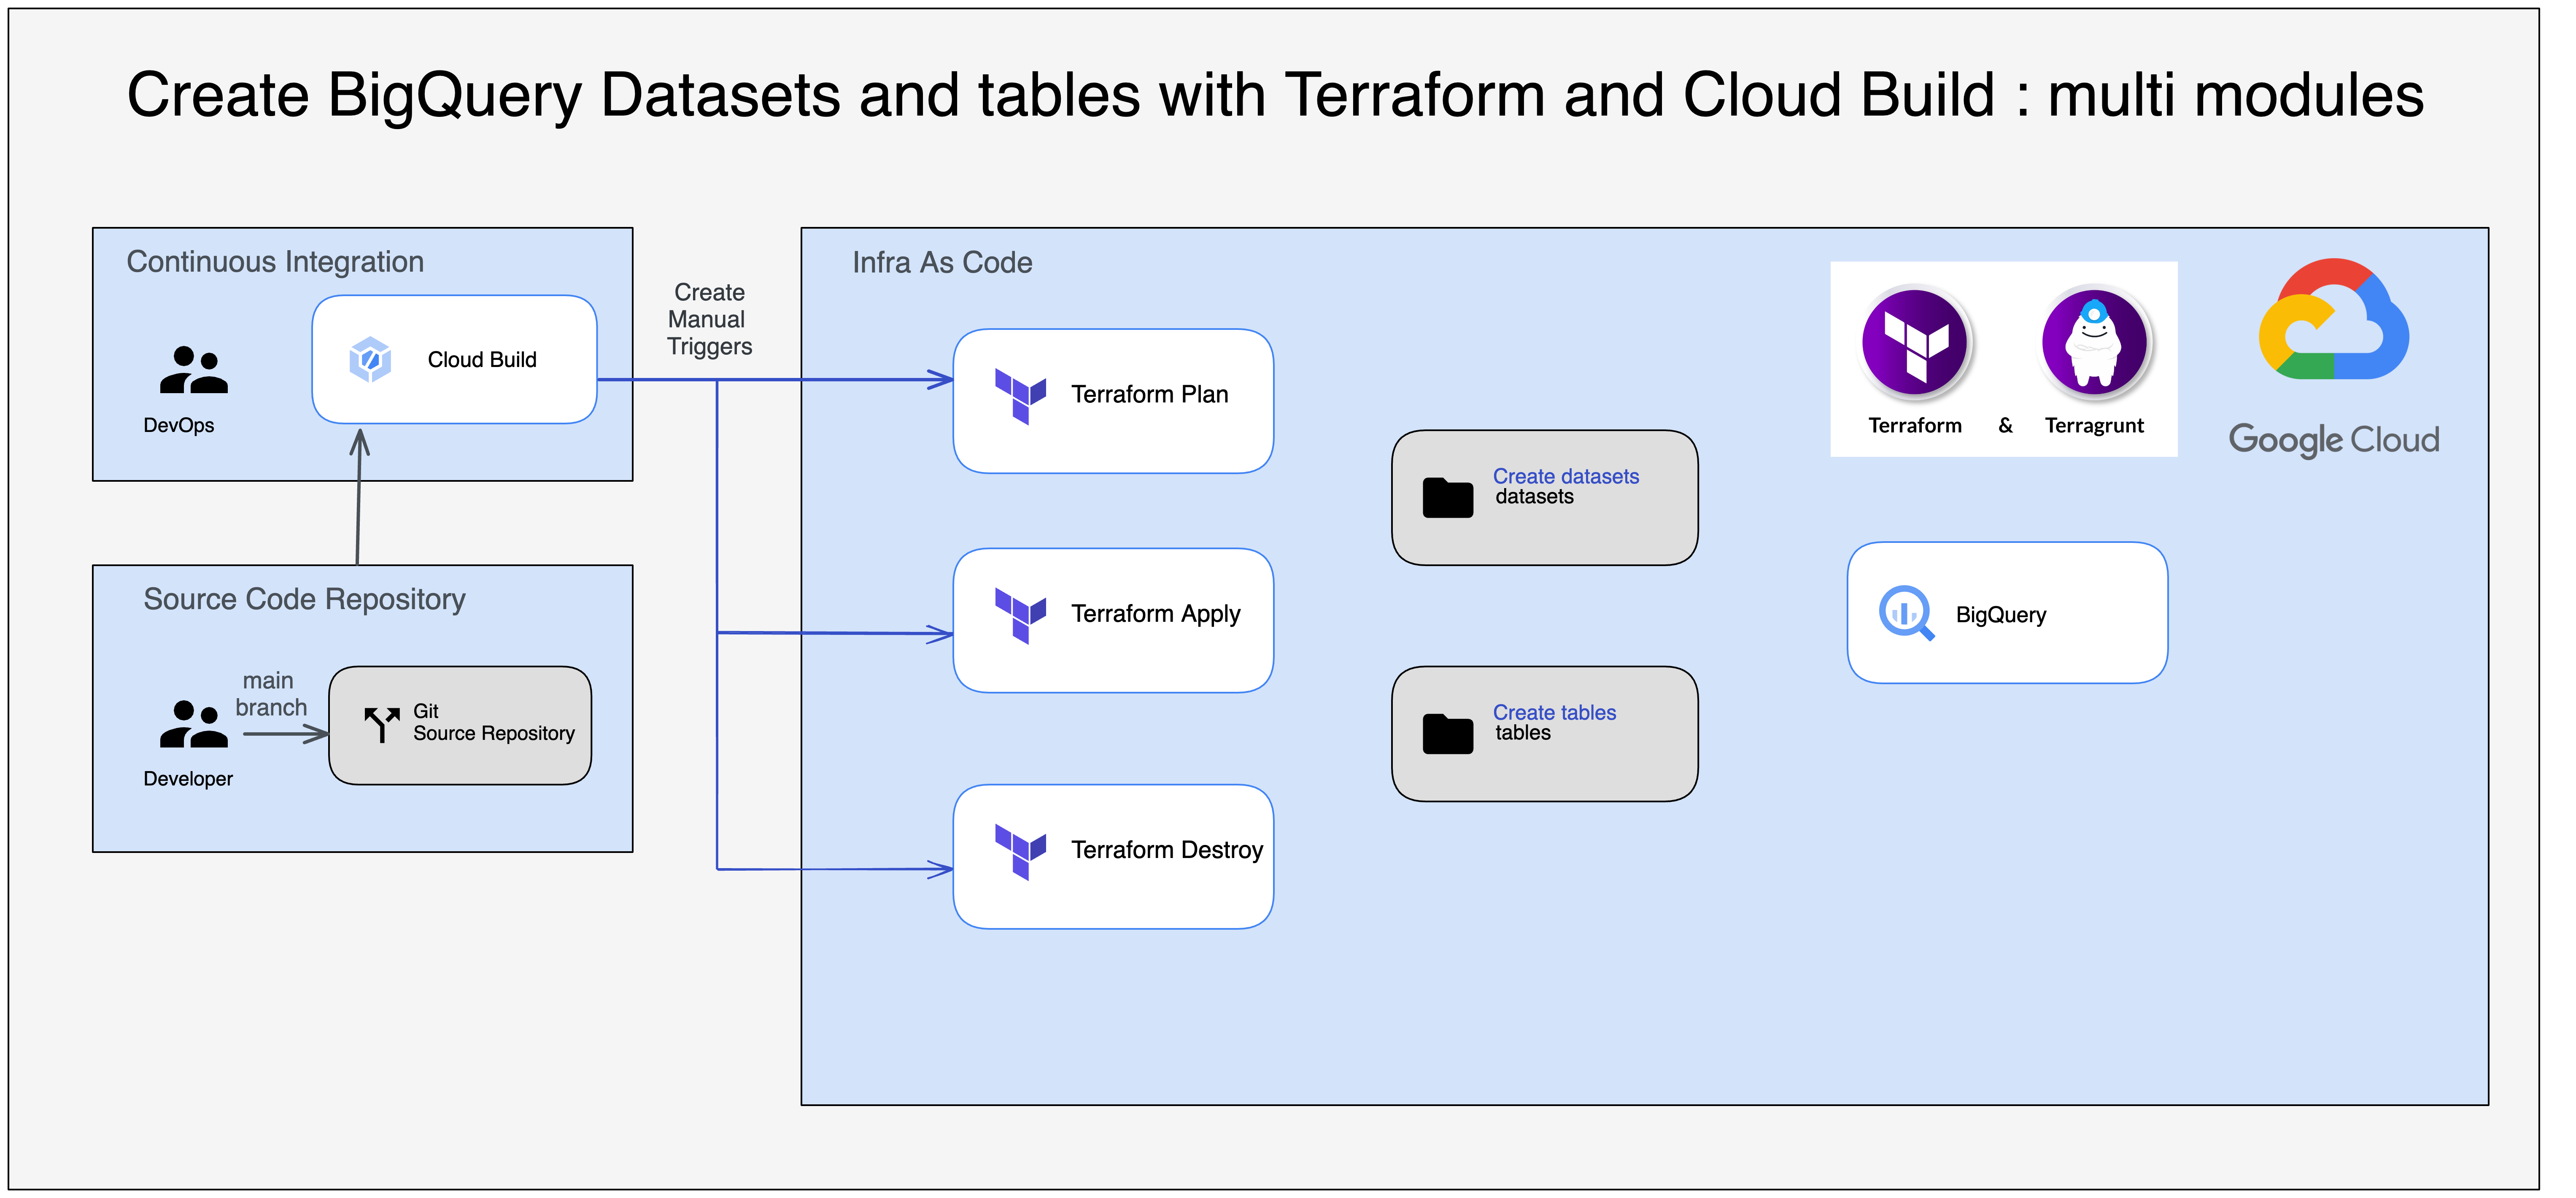 Create BigQuery Datasets and tables with Terraform and Cloud Build : multi modules
Continuous Integration
DevOps
Cloud Build
Create
Manual
Triggers
Source Code Repository
main
branch
Developer
Git
Source Repository
Infra As Code
Terraform Plan
Terraform Apply
Terraform Destroy
Create datasets
datasets
Create tables
tables
Terraform & Terragrunt
Google Cloud
BigQuery